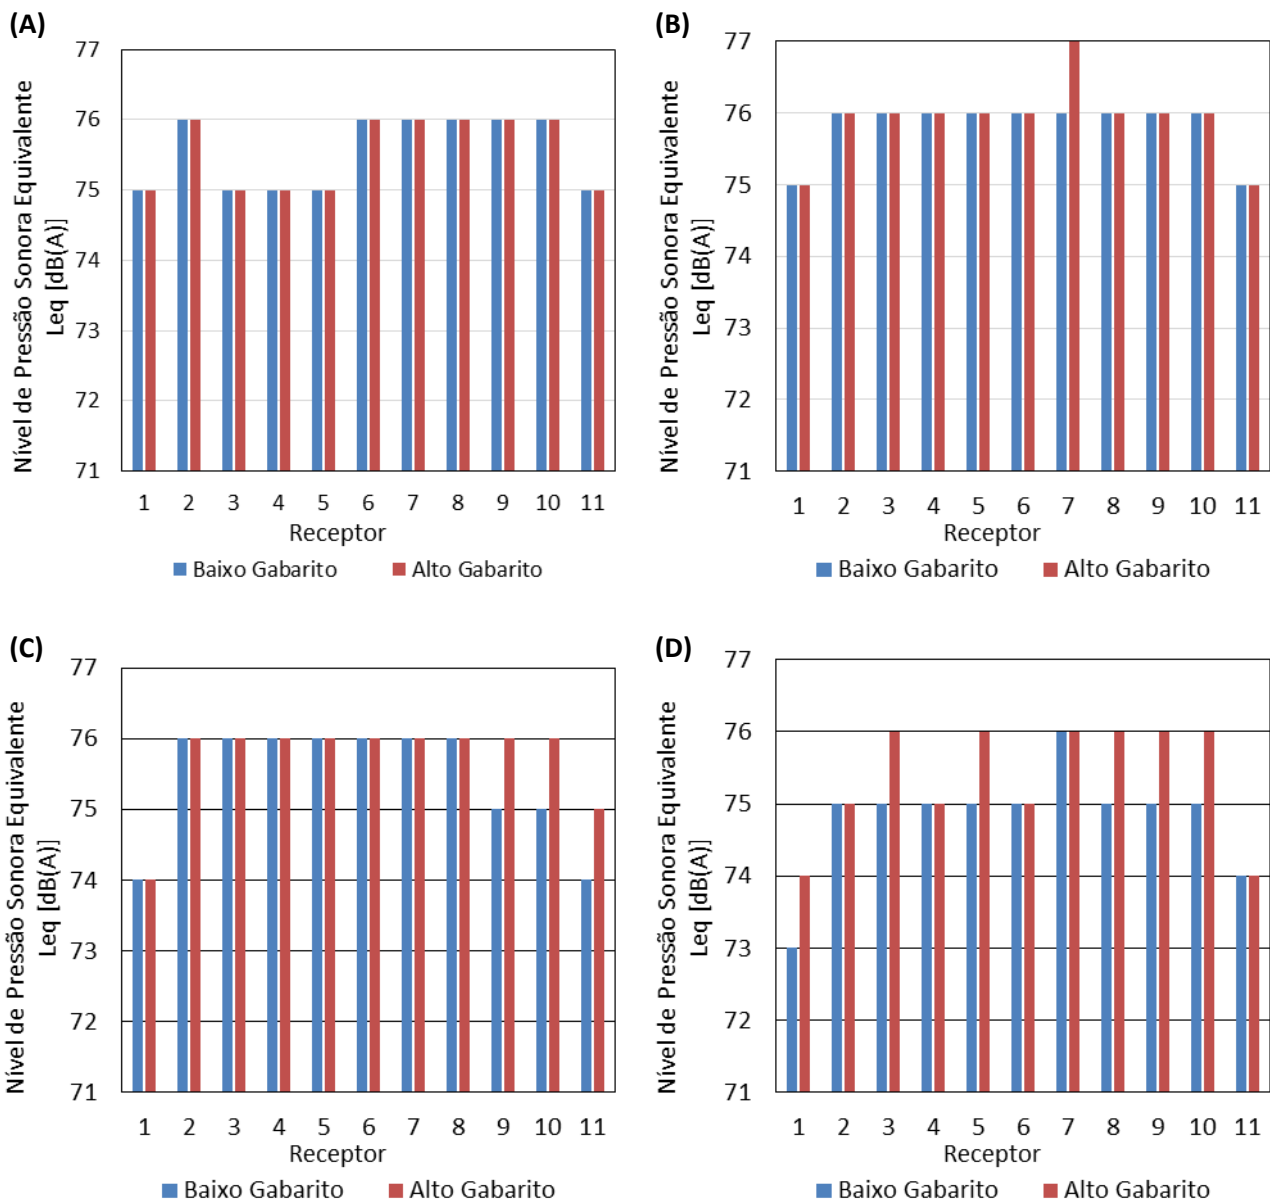 (A)
Nível de Pressão Sonora Equivalente
Leq [dB(A)]
77
76
75
74
73
72
71
1 2 3 4 5 6 7 8 9 10 11
Receptor
Baixo Gabarito Alto Gabarito
(B)
Nível de Pressão Sonora Equivalente
Leq [dB(A)]
77
76
75
74
73
72
71
1 2 3 4 5 6 7 8 9 10 11
Receptor
Baixo Gabarito Alto Gabarito
(C)
Nível de Pressão Sonora Equivalente
Leq [dB(A)]
77
76
75
74
73
72
71
1 2 3 4 5 6 7 8 9 10 11
Receptor
Baixo Gabarito Alto Gabarito
(D)
Nível de Pressão Sonora Equivalente
Leq [dB(A)]
77
76
75
74
73
72
71
1 2 3 4 5 6 7 8 9 10 11
Receptor
Baixo Gabarito Alto Gabarito